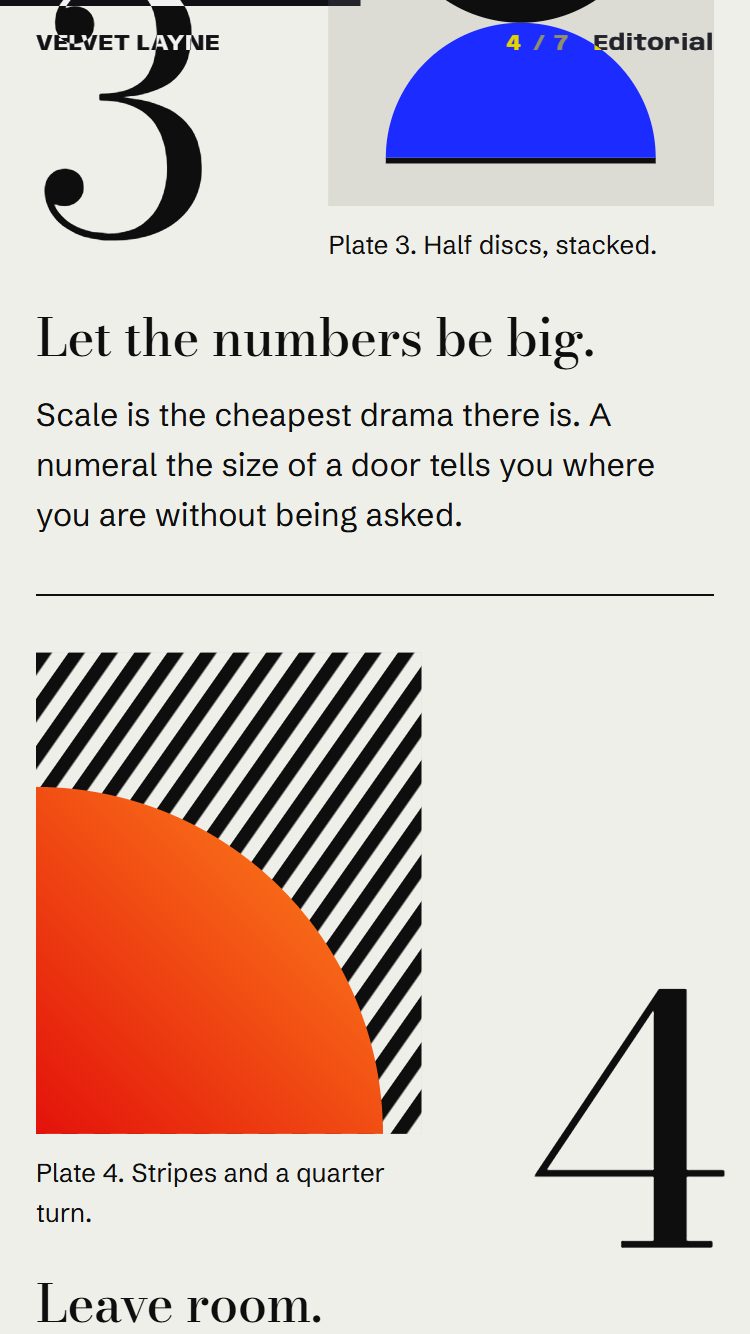 VELVET LAYNE
4 / 7 Editorial
3
Plate 3. Half discs, stacked.
Let the numbers be big.
Scale is the cheapest drama there is. A
numeral the size of a door tells you where
you are without being asked.
4
Plate 4. Stripes and a quarter
turn.
Leave room.